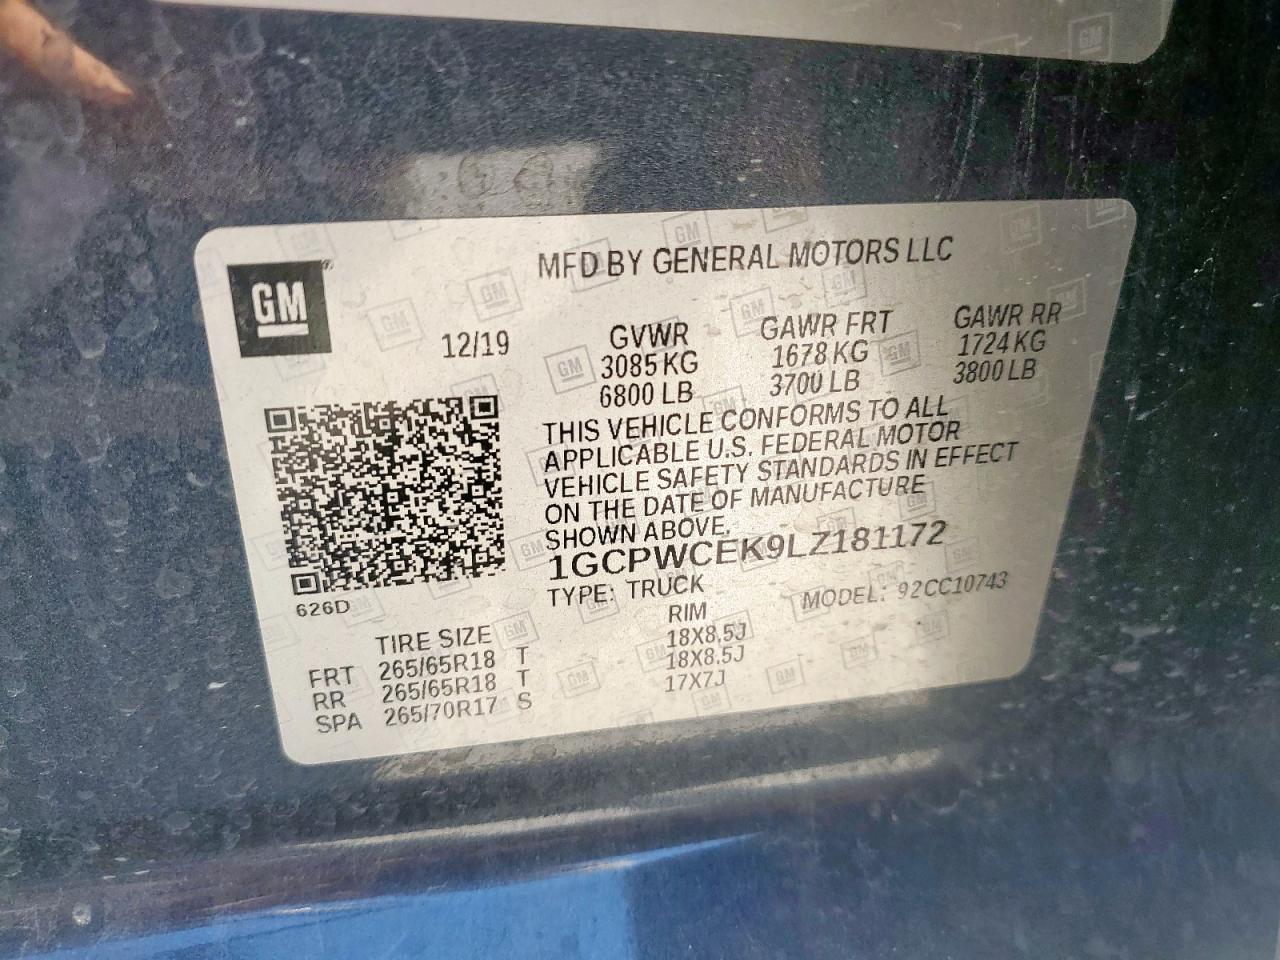 MFD BY GENERAL MOTORS LLC
GM
12/19
GVWR GAWR FRT GAWR RR
3085 KG 1678 KG 1724 KG
6800 LB 3700 LB 3800 LB
THIS VEHICLE CONFORMS TO ALL
APPLICABLE U.S. FEDERAL MOTOR
VEHICLE SAFETY STANDARDS IN EFFECT
ON THE DATE OF MANUFACTURE
SHOWN ABOVE.
1GCPWCEK9LZ181172
TYPE: TRUCK MODEL: 92CC10743
626D
TIRE SIZE RIM
FRT 265/65R18 T 18X8.5J
RR 265/65R18 T 18X8.5J
SPA 265/70R17 S 17X7J